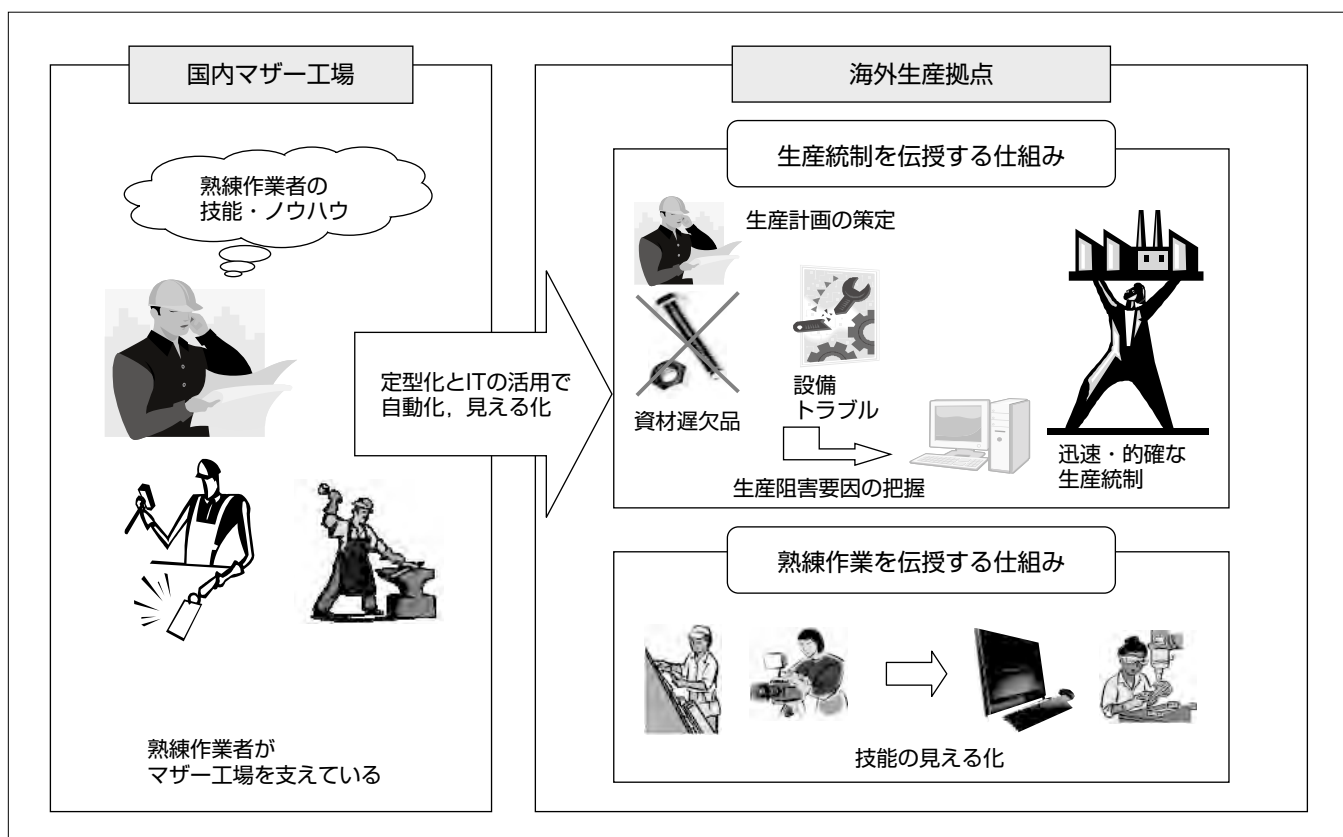 国内マザー工場
熟練作業者の
技能・ノウハウ
熟練作業者が
マザー工場を支えている
定型化とITの活用で
自動化，見える化
海外生産拠点
生産統制を伝授する仕組み
生産計画の策定
資材遅欠品
設備
トラブル
生産阻害要因の把握
迅速・的確な
生産統制
熟練作業を伝授する仕組み
技能の見える化